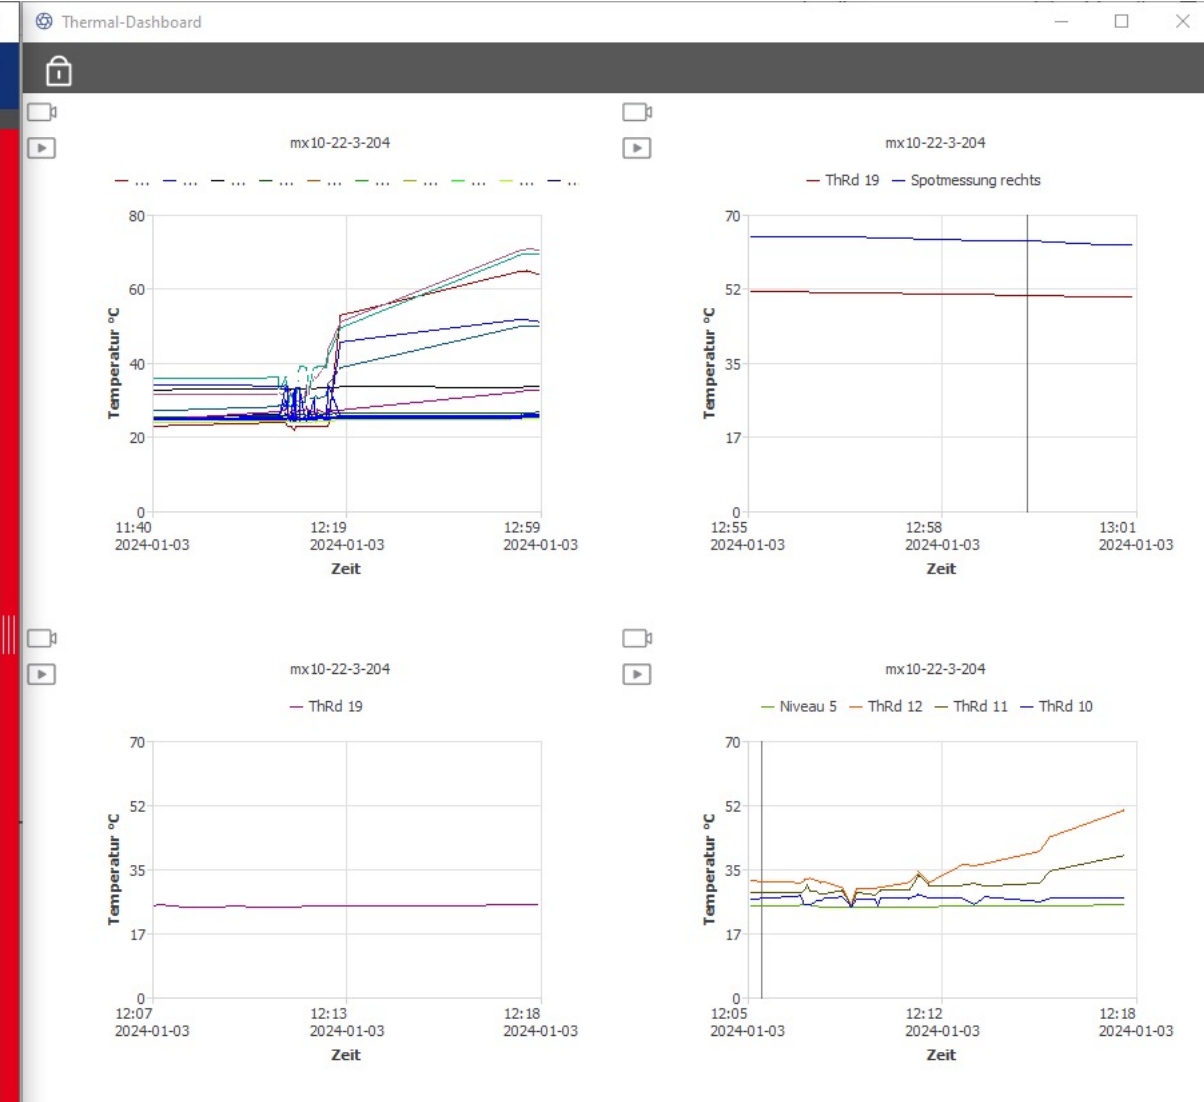 Thermal-Dashboard
mx10-22-3-204
... ... ... ... ... ... ... ... ... ...
80
60
40
20
0
Temperatur °C
11:40 12:19 12:59
2024-01-03 2024-01-03 2024-01-03
Zeit
mx10-22-3-204
ThRd 19 Spotmessung rechts
70
52
35
17
0
Temperatur °C
12:55 12:58 13:01
2024-01-03 2024-01-03 2024-01-03
Zeit
mx10-22-3-204
ThRd 19
70
52
35
17
0
Temperatur °C
12:07 12:13 12:18
2024-01-03 2024-01-03 2024-01-03
Zeit
mx10-22-3-204
Niveau 5 ThRd 12 ThRd 11 ThRd 10
70
52
35
17
0
Temperatur °C
12:05 12:12 12:18
2024-01-03 2024-01-03 2024-01-03
Zeit